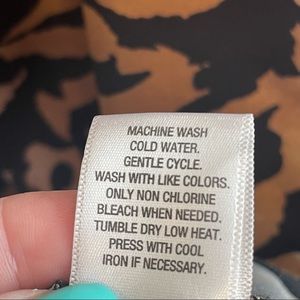 MACHINE WASH
COLD WATER.
GENTLE CYCLE.
WASH WITH LIKE COLORS.
ONLY NON CHLORINE
BLEACH WHEN NEEDED.
TUMBLE DRY LOW HEAT.
PRESS WITH COOL
IRON IF NECESSARY.